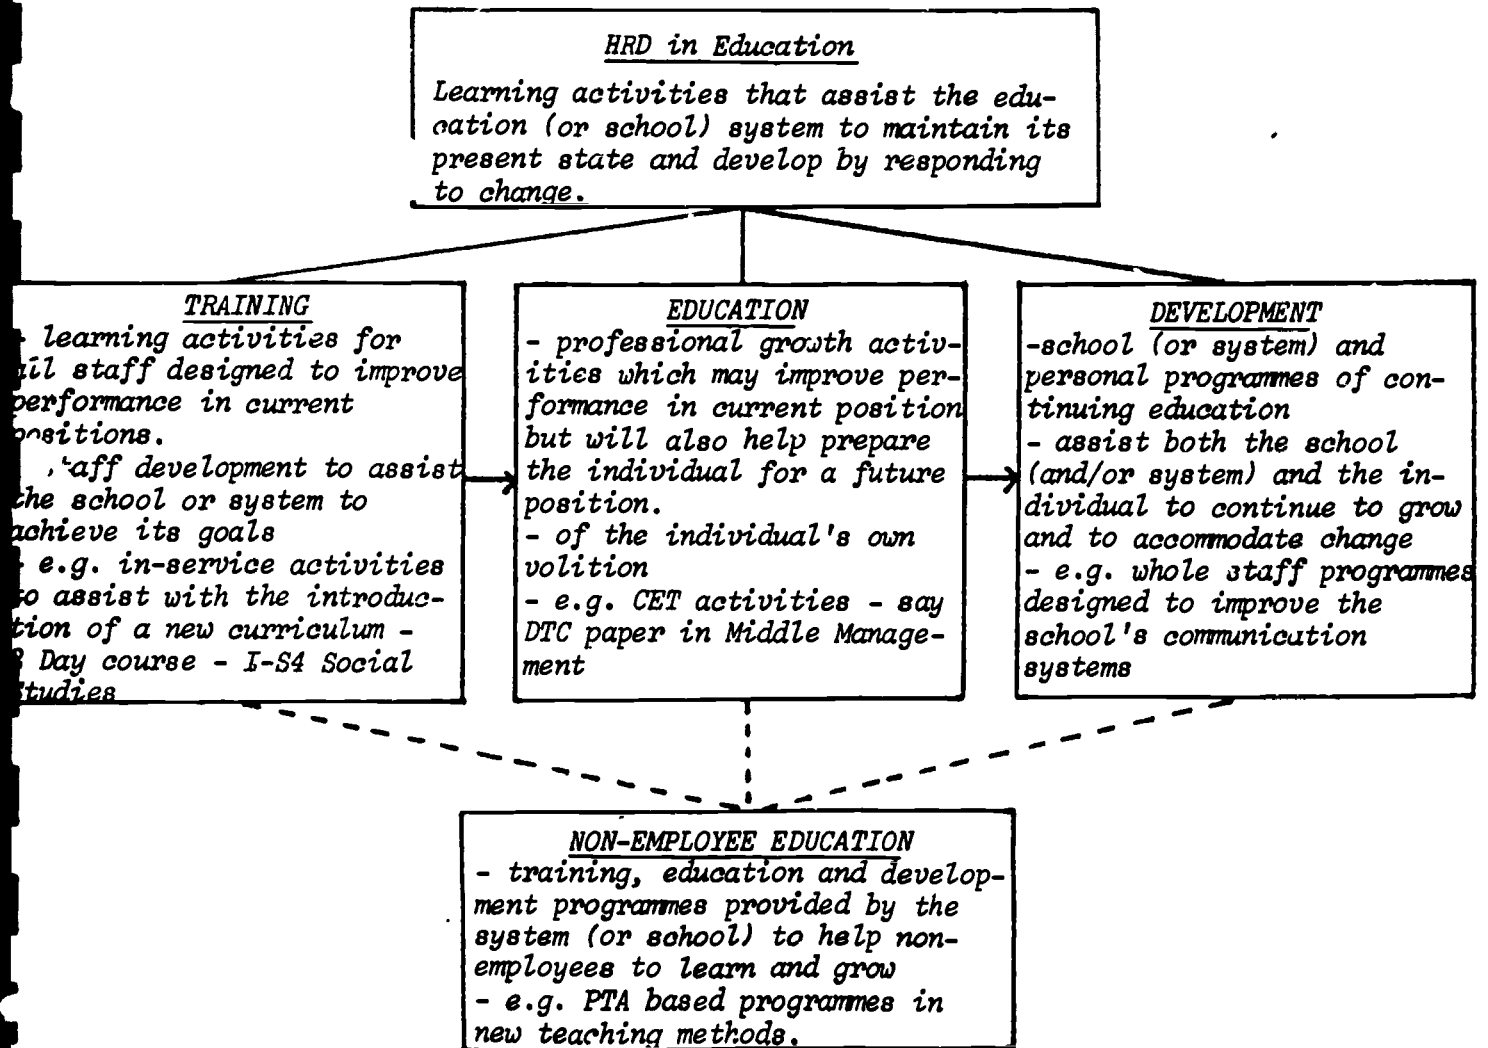 HRD in Education
Learning activities that assist the edu-
cation (or school) system to maintain its
present state and develop by responding
to change.
TRAINING
- learning activities for
all staff designed to improve
performance in current
positions.
development to assist
the school or system to
achieve its goals
- e.g. in-service activities
to assist with the introduc-
tion of a new curriculum -
Day course - I-S4 Social
Studies
EDUCATION
- professional growth activ-
ities which may improve per-
formance in current position
but will also help prepare
the individual for a future
position.
- of the individual's own
volition
- e.g. CET activities - say
DTC paper in Middle Manage-
ment
DEVELOPMENT
-school (or system) and
personal programmes of con-
tinuing education
- assist both the school
(and/or system) and the in-
dividual to continue to grow
and to accommodate change
- e.g. whole staff programmes
designed to improve the
school's communication
systems
NON-EMPLOYEE EDUCATION
- training, education and develop-
ment programmes provided by the
system (or school) to help non-
employees to learn and grow
- e.g. PTA based programmes in
new teaching methods.